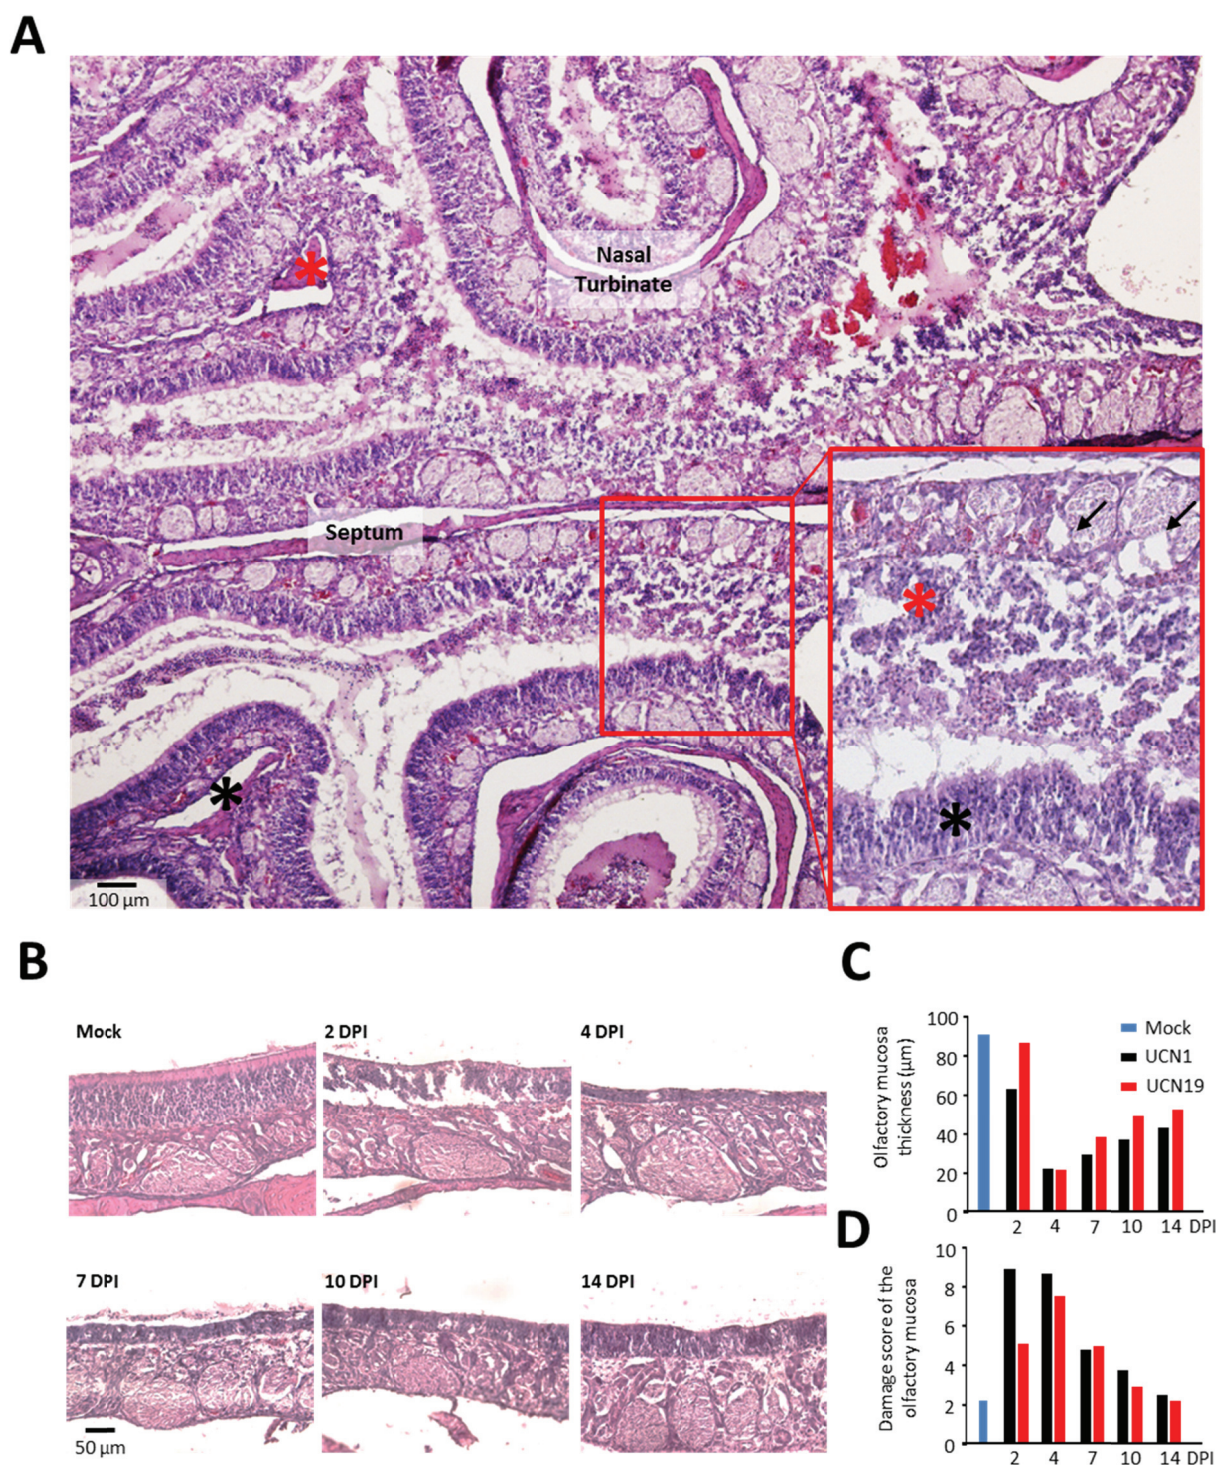 A
Nasal
Turbinate
Septum
100 µm
B
Mock
2 DPI
4 DPI
7 DPI
10 DPI
14 DPI
50 µm
C
Olfactory mucosa
thickness (µm)
100
80
60
40
20
0
Mock
UCN1
UCN19
2 4 7 10 14 DPI
D
Damage score of the
olfactory mucosa
10
8
6
4
2
0
2 4 7 10 14 DPI